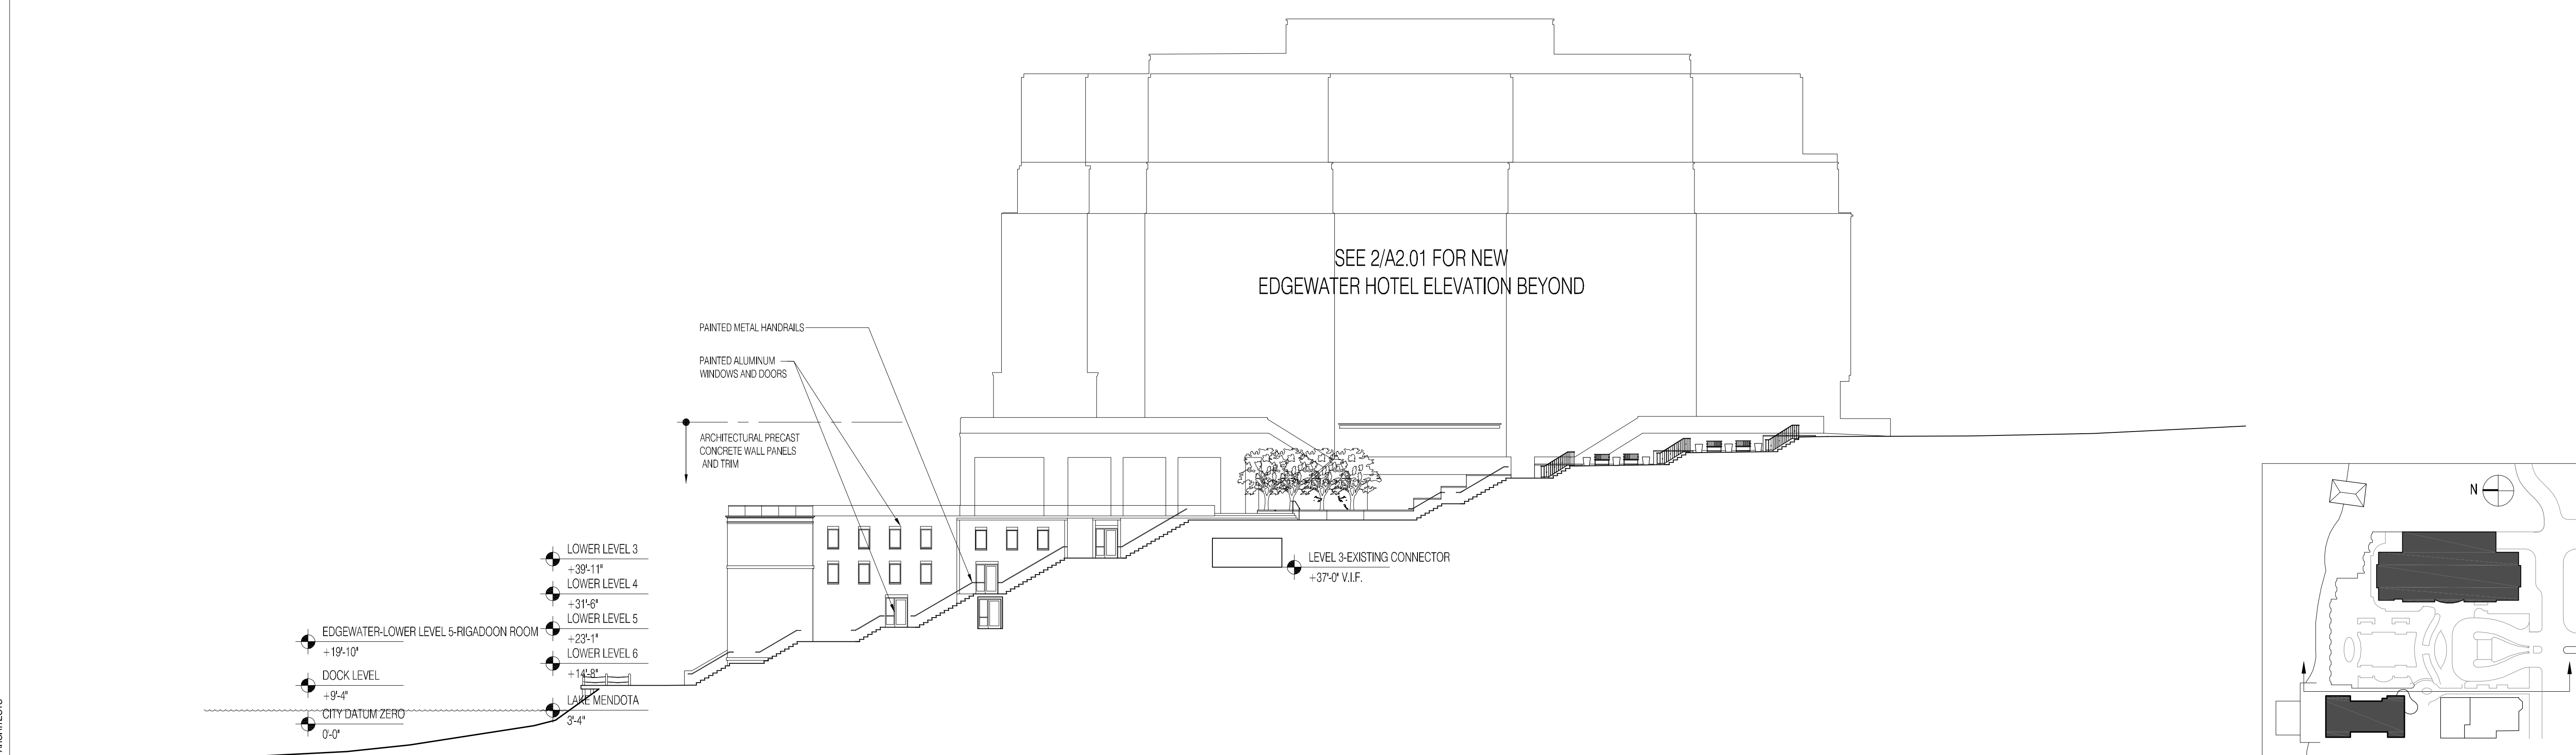 SEE 2/A2.01 FOR NEW
EDGEWATER HOTEL ELEVATION BEYOND
PAINTED METAL HANDRAILS
PAINTED ALUMINUM
WINDOWS AND DOORS
ARCHITECTURAL PRECAST
CONCRETE WALL PANELS
AND TRIM
LOWER LEVEL 3
+39'-11"
LOWER LEVEL 4
+31'-6"
LOWER LEVEL 5
+23'-1"
LOWER LEVEL 6
+14'-8"
LAKE MENDOTA
3'-4"
EDGEWATER-LOWER LEVEL 5-RIGADOON ROOM
+19'-10"
DOCK LEVEL
+9'-4"
CITY DATUM ZERO
0'-0"
LEVEL 3-EXISTING CONNECTOR
+37'-0" V.I.F.
N